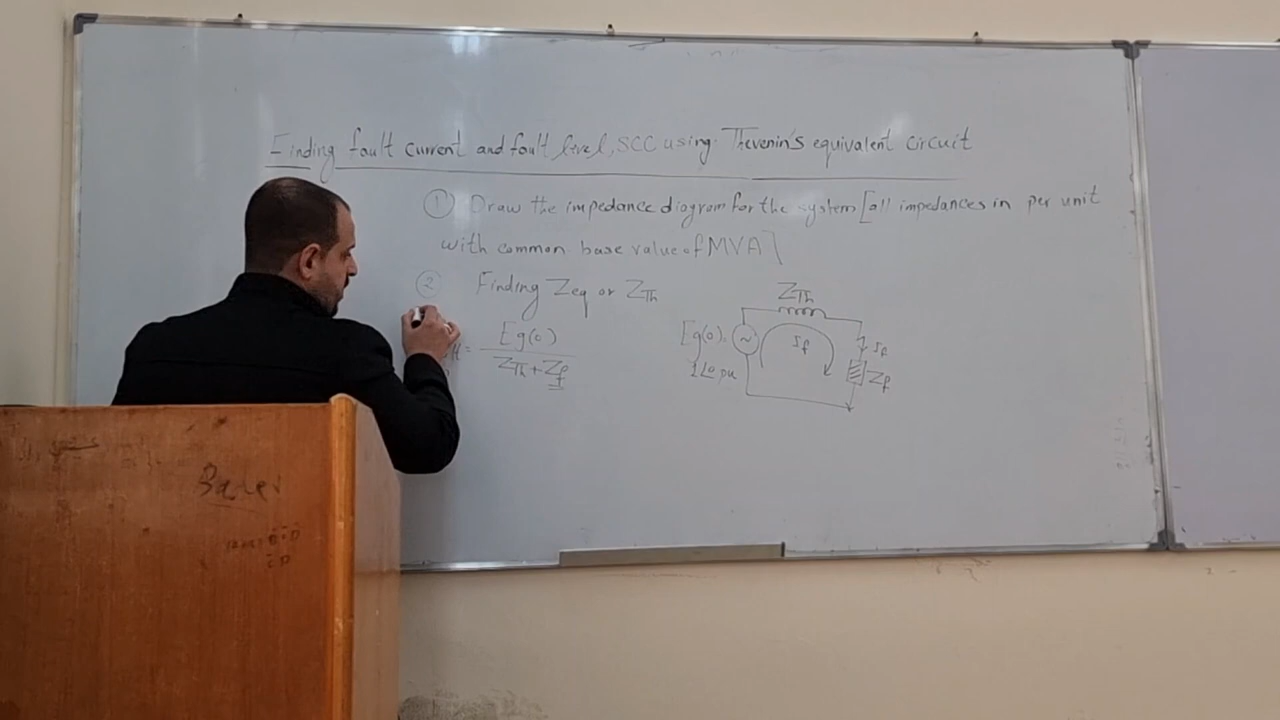 Finding fault current and fault level, SCC using Thevenin's equivalent circuit
① Draw the impedance diagram for the system [all impedances in per unit
with common base value of MVA]
② Finding Zeq or ZTh
Eg(0)
ZTh + Zf
ZTh
Eg(0)
1∠0 pu
If
If
Zf
Baker